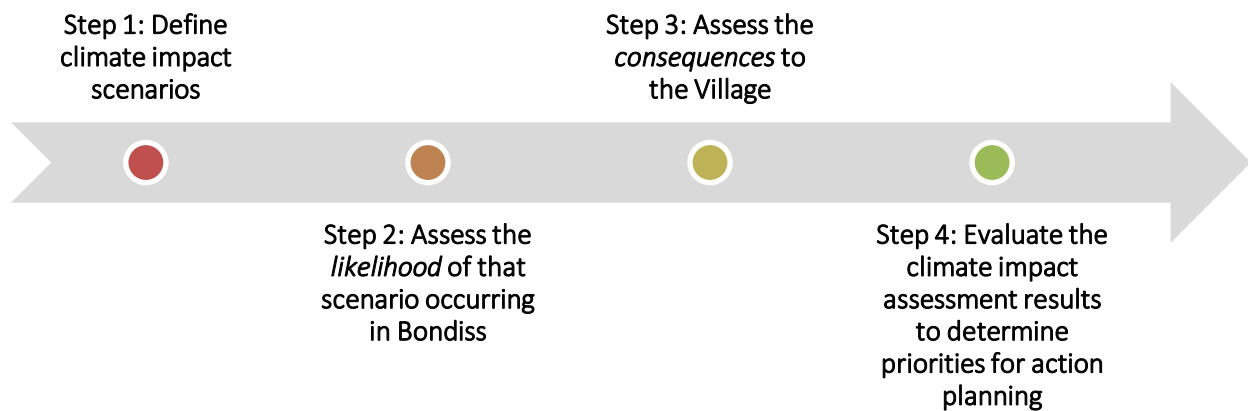 Step 1: Define
climate impact
scenarios
Step 2: Assess the
likelihood of that
scenario occurring
in Bondiss
Step 3: Assess the
consequences to
the Village
Step 4: Evaluate the
climate impact
assessment results
to determine
priorities for action
planning